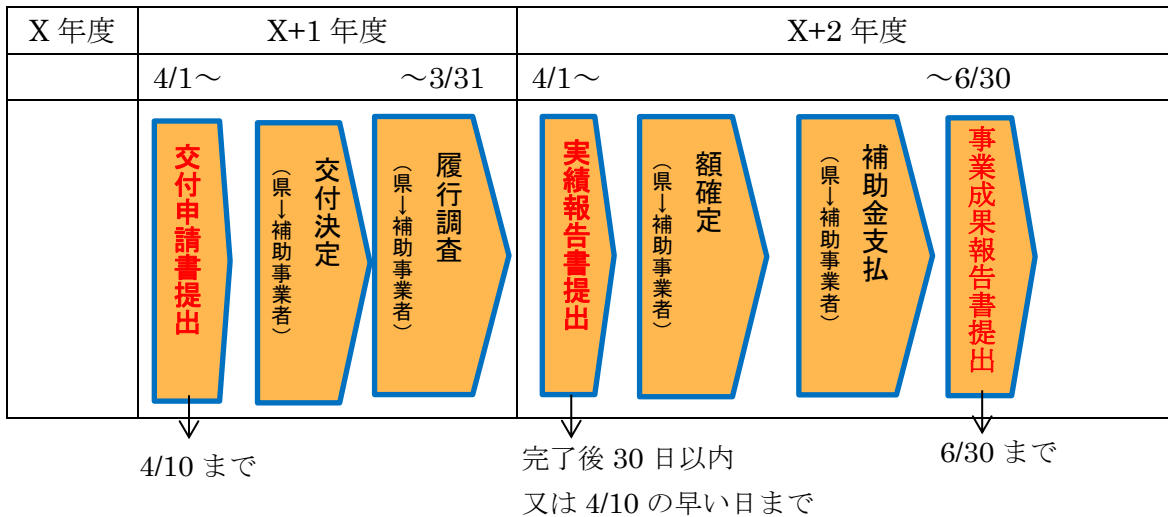 X 年度
X+1 年度
X+2 年度
4/1～
～3/31
4/1～
～6/30
交付申請書提出
交付決定
（県→補助事業者）
履行調査
（県→補助事業者）
実績報告書提出
額確定
（県→補助事業者）
補助金支払
（県→補助事業者）
事業成果報告書提出
4/10 まで
完了後 30 日以内
又は 4/10 の早い日まで
6/30 まで